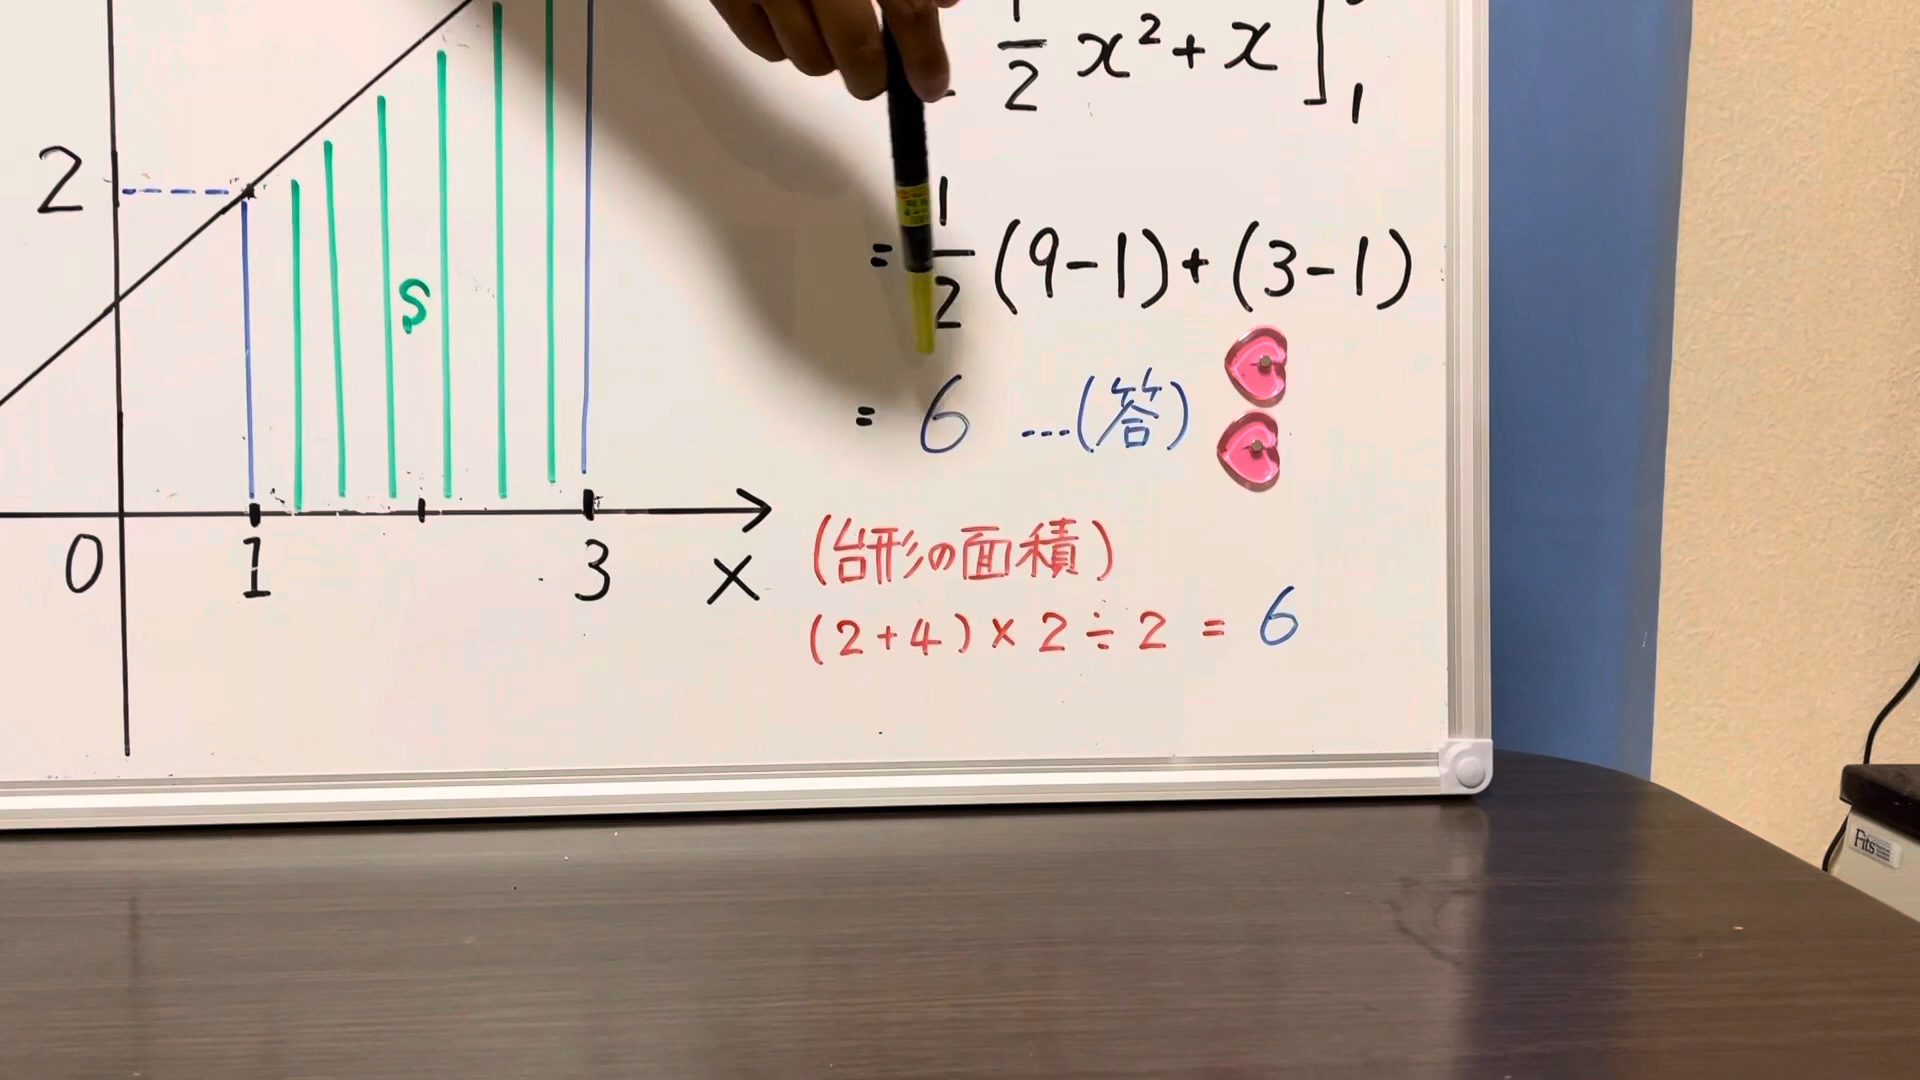 2
S
0 1 3 x
1/2 x² + x ]₁
= 1/2 (9-1) + (3-1)
= 6 ...(答)
(台形の面積)
(2+4) × 2 ÷ 2 = 6
Fits